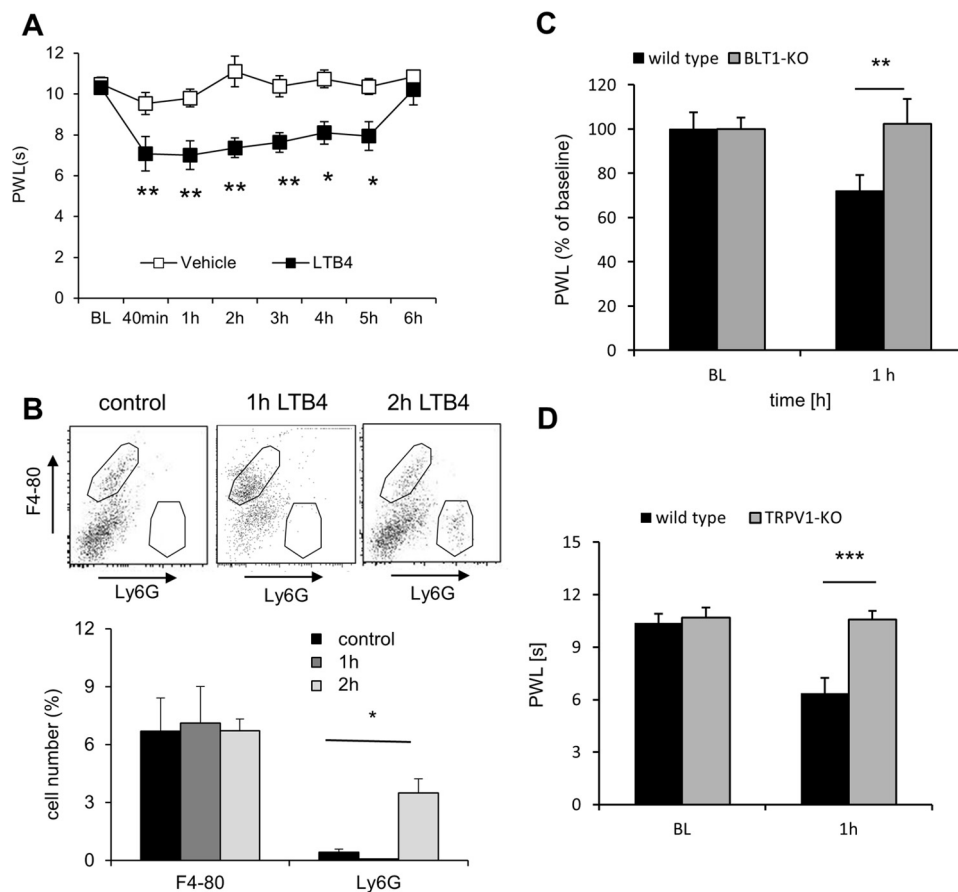 A
12
10
8
6
4
2
0
PWL(s)
** ** ** ** * *
Vehicle LTB4
BL 40min 1h 2h 3h 4h 5h 6h
B
control 1h LTB4 2h LTB4
F4-80
Ly6G Ly6G Ly6G
12
9
6
3
0
cell number (%)
control
1h
2h
*
F4-80 Ly6G
C
wild type BLT1-KO
**
120
100
80
60
40
20
0
PWL (% of baseline)
BL 1 h
time [h]
D
wild type TRPV1-KO
***
15
12
9
6
3
0
PWL [s]
BL 1h